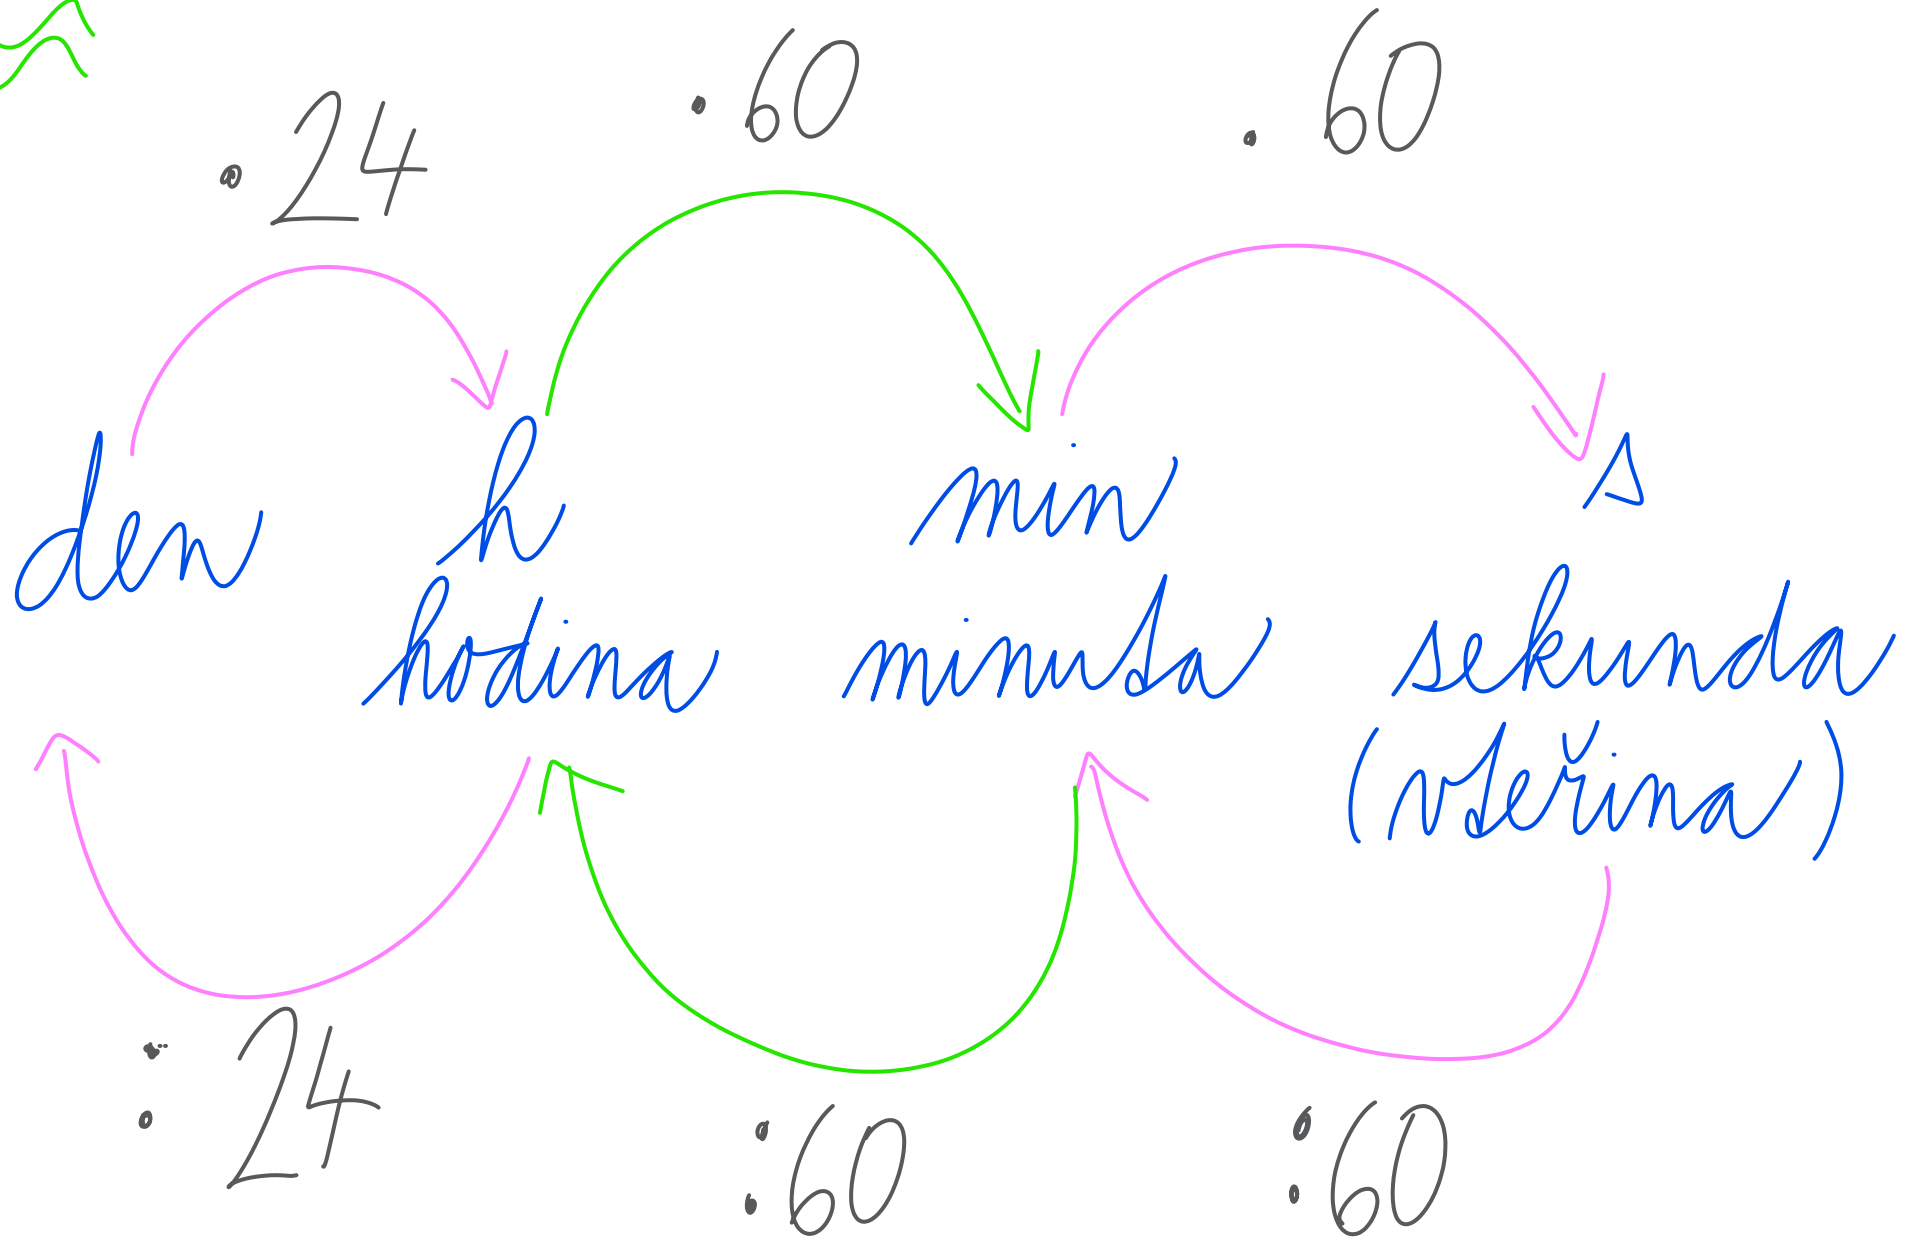 · 24 · 60 · 60
den h min s
hodina minuta sekunda
(vteřina)
: 24 : 60 : 60